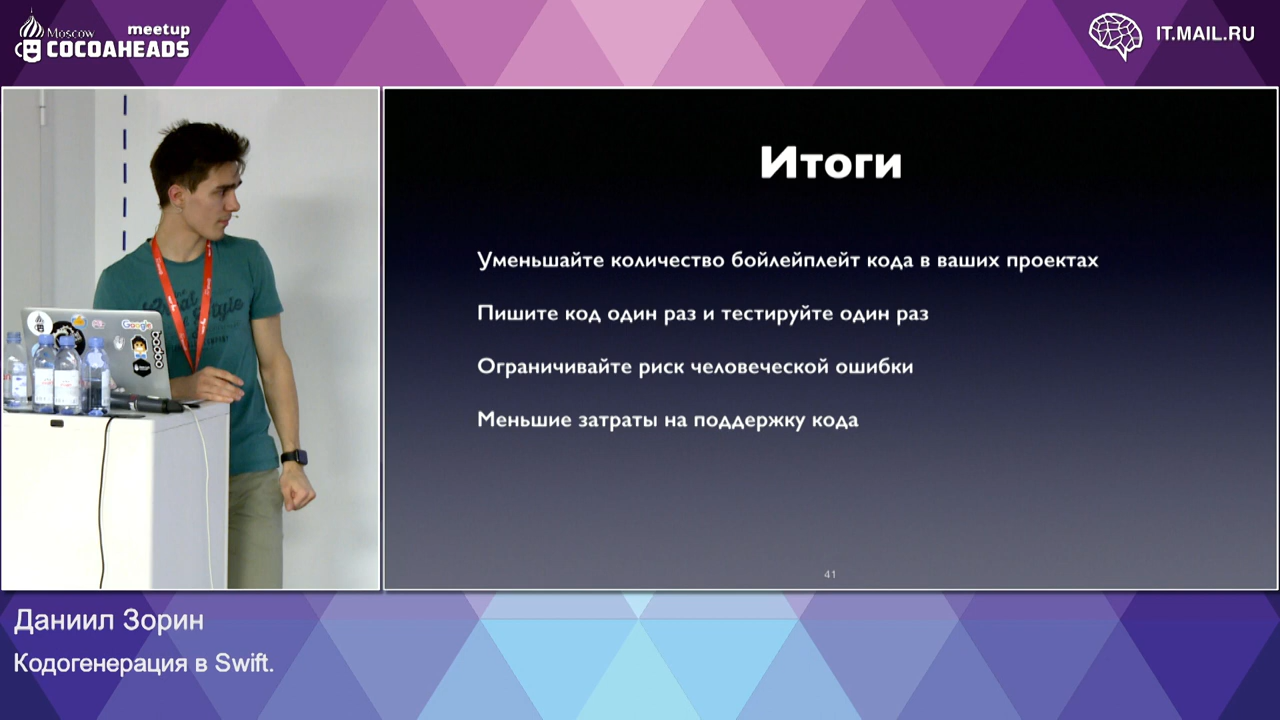 Moscow
meetup
COCOAHEADS
IT.MAIL.RU
Итоги
Уменьшайте количество бойлейплейт кода в ваших проектах
Пишите код один раз и тестируйте один раз
Ограничивайте риск человеческой ошибки
Меньшие затраты на поддержку кода
41
Google
Даниил Зорин
Кодогенерация в Swift.